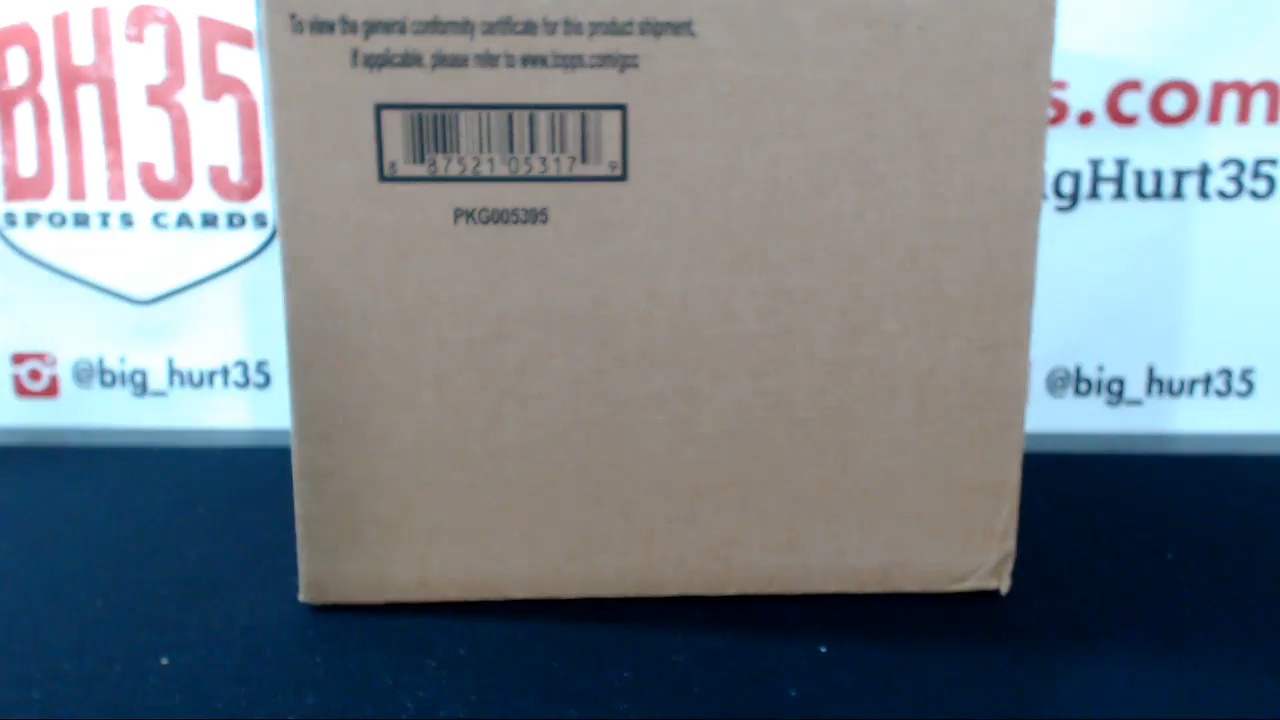 To view the general conformity certificate for this product shipment,
If applicable, please refer to www.topps.com/gcc
8 87521 05317 9
PKG005395
BH35
SPORTS CARDS
@big_hurt35
s.com
igHurt35
@big_hurt35